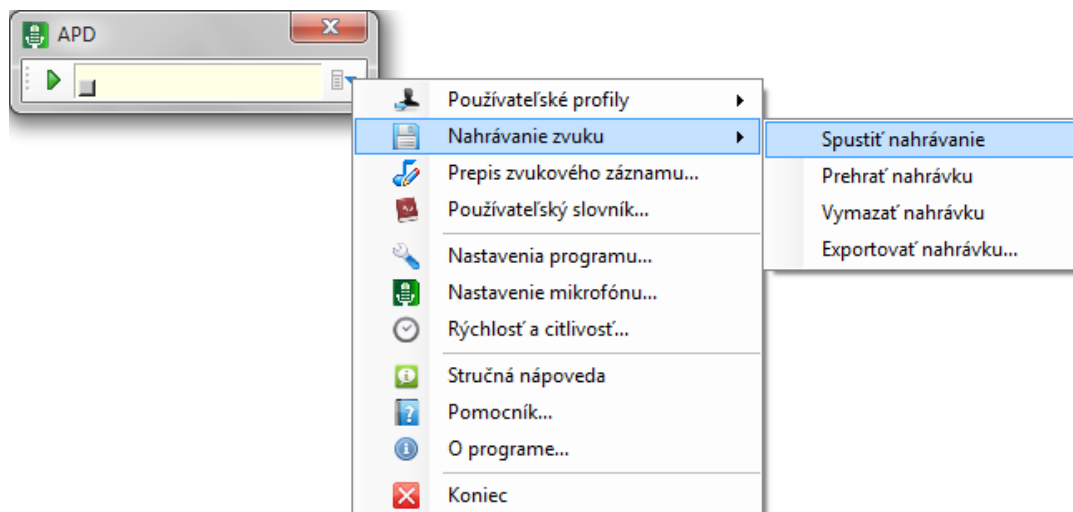 APD
Používateľské profily
Nahrávanie zvuku
Prepis zvukového záznamu...
Používateľský slovník...
Nastavenia programu...
Nastavenie mikrofónu...
Rýchlosť a citlivosť...
Stručná nápoveda
Pomocník...
O programe...
Koniec
Spustiť nahrávanie
Prehrať nahrávku
Vymazať nahrávku
Exportovať nahrávku...